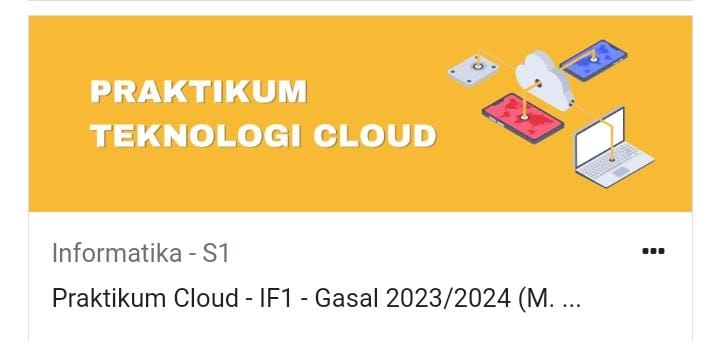 PRAKTIKUM
TEKNOLOGI CLOUD
Informatika - S1
Praktikum Cloud - IF1 - Gasal 2023/2024 (M. ...